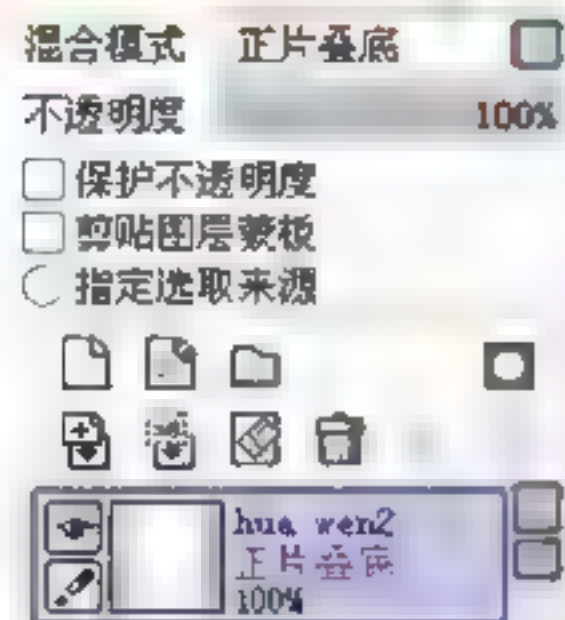 混合模式 正片叠底
不透明度 100%
保护不透明度
剪贴图层蒙板
指定选取来源
hua wen2
正片叠底
100%